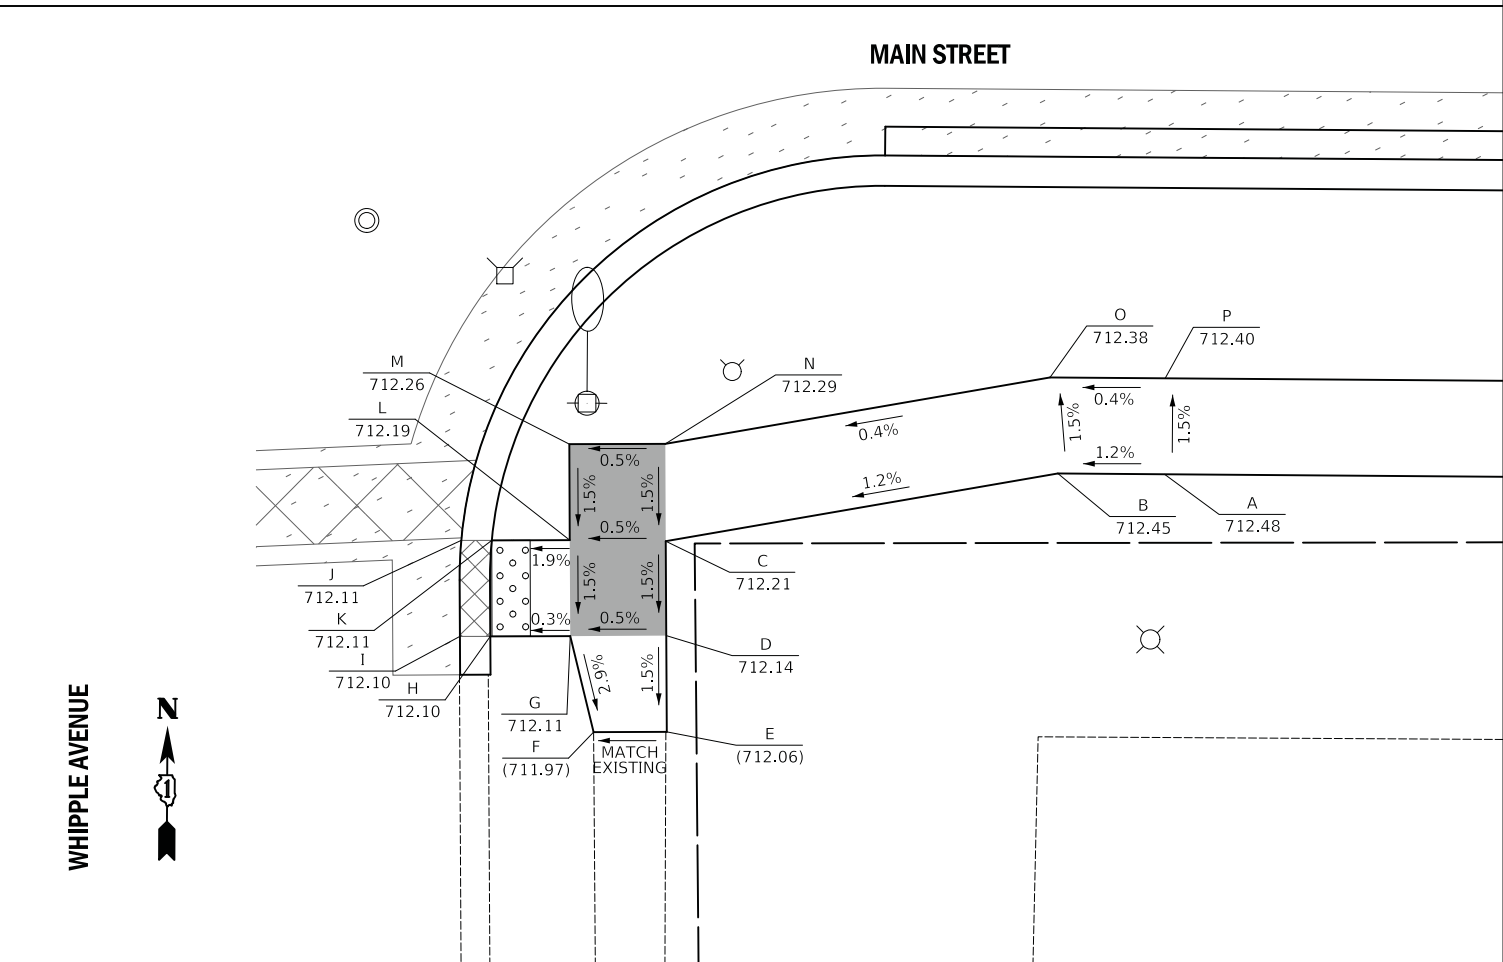 MAIN STREET
O
712.38
P
712.40
M
712.26
N
712.29
L
712.19
0.4%
1.5%
1.5%
0.4%
0.5%
1.2%
1.5%
1.5%
1.2%
B
712.45
A
712.48
0.5%
J
712.11
1.9%
C
712.21
1.5%
1.5%
K
712.11
0.3%
0.5%
I
712.10
D
712.14
H
712.10
2.9%
1.5%
G
712.11
E
(712.06)
F
(711.97)
MATCH
EXISTING
WHIPPLE AVENUE
N
1